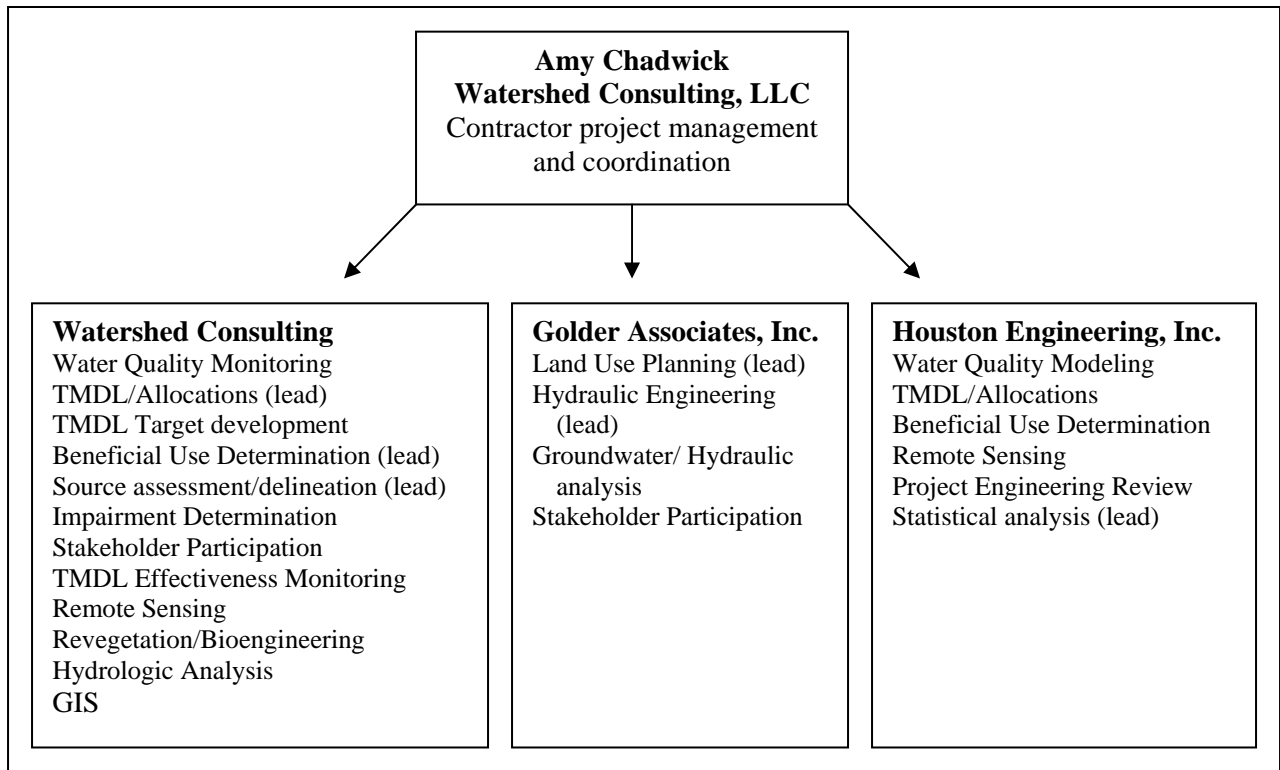 Amy Chadwick
Watershed Consulting, LLC
Contractor project management
and coordination
Watershed Consulting
Water Quality Monitoring
TMDL/Allocations (lead)
TMDL Target development
Beneficial Use Determination (lead)
Source assessment/delineation (lead)
Impairment Determination
Stakeholder Participation
TMDL Effectiveness Monitoring
Remote Sensing
Revegetation/Bioengineering
Hydrologic Analysis
GIS
Golder Associates, Inc.
Land Use Planning (lead)
Hydraulic Engineering
(lead)
Groundwater/ Hydraulic
analysis
Stakeholder Participation
Houston Engineering, Inc.
Water Quality Modeling
TMDL/Allocations
Beneficial Use Determination
Remote Sensing
Project Engineering Review
Statistical analysis (lead)